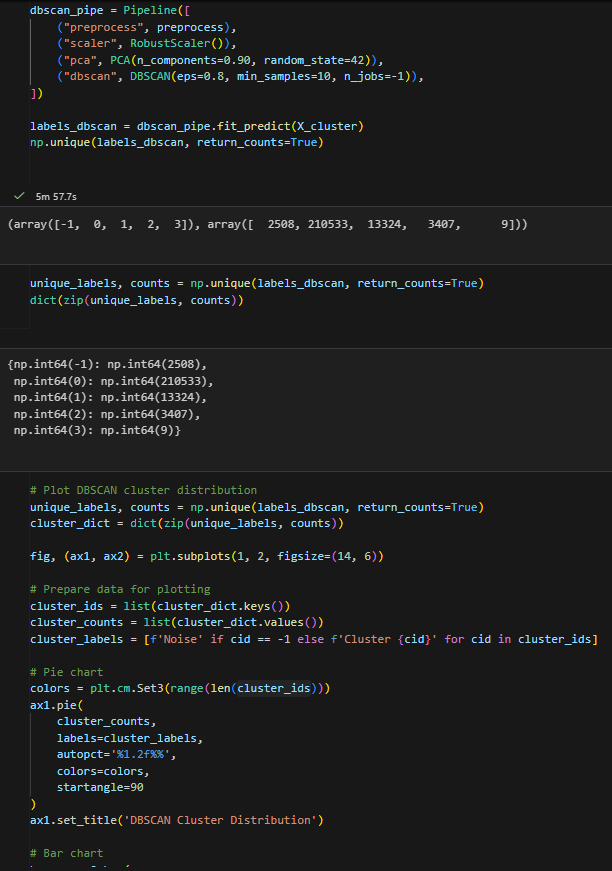 dbscan_pipe = Pipeline([
    ("preprocess", preprocess),
    ("scaler", RobustScaler()),
    ("pca", PCA(n_components=0.90, random_state=42)),
    ("dbscan", DBSCAN(eps=0.8, min_samples=10, n_jobs=-1)),
])
labels_dbscan = dbscan_pipe.fit_predict(X_cluster)
np.unique(labels_dbscan, return_counts=True)
5m 57.7s
(array([-1,  0,  1,  2,  3]), array([  2508, 210533,  13324,   3407,      9]))
unique_labels, counts = np.unique(labels_dbscan, return_counts=True)
dict(zip(unique_labels, counts))
{np.int64(-1): np.int64(2508),
 np.int64(0): np.int64(210533),
 np.int64(1): np.int64(13324),
 np.int64(2): np.int64(3407),
 np.int64(3): np.int64(9)}
# Plot DBSCAN cluster distribution
unique_labels, counts = np.unique(labels_dbscan, return_counts=True)
cluster_dict = dict(zip(unique_labels, counts))
fig, (ax1, ax2) = plt.subplots(1, 2, figsize=(14, 6))
# Prepare data for plotting
cluster_ids = list(cluster_dict.keys())
cluster_counts = list(cluster_dict.values())
cluster_labels = [f'Noise' if cid == -1 else f'Cluster {cid}' for cid in cluster_ids]
# Pie chart
colors = plt.cm.Set3(range(len(cluster_ids)))
ax1.pie(
    cluster_counts,
    labels=cluster_labels,
    autopct='%1.2f%%',
    colors=colors,
    startangle=90
)
ax1.set_title('DBSCAN Cluster Distribution')
# Bar chart